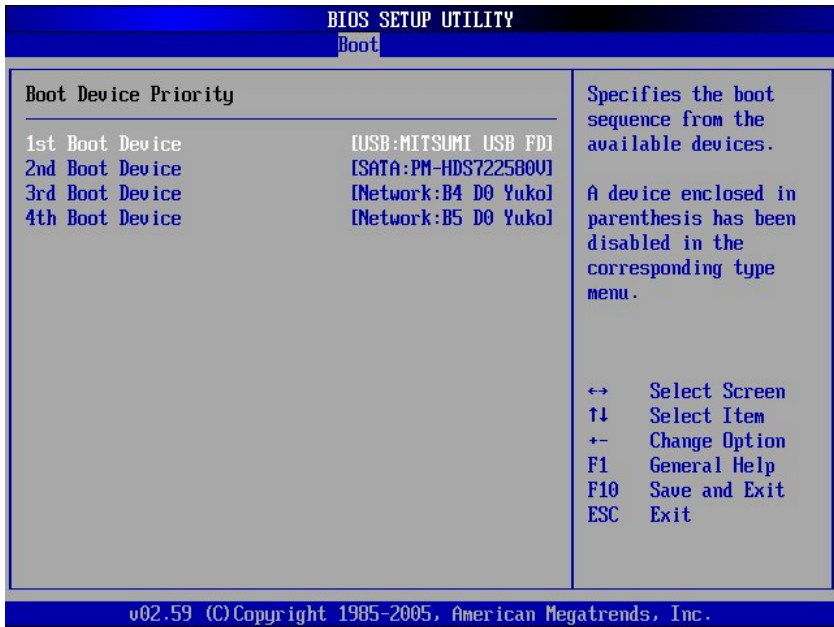 BIOS SETUP UTILITY
Boot
Boot Device Priority
1st Boot Device [USB:MITSUMI USB FD]
2nd Boot Device [SATA:PM-HDS722580V]
3rd Boot Device [Network:B4 D0 Yuko]
4th Boot Device [Network:B5 D0 Yuko]
Specifies the boot
sequence from the
available devices.
A device enclosed in
parenthesis has been
disabled in the
corresponding type
menu.
↔ Select Screen
↑↓ Select Item
+- Change Option
F1 General Help
F10 Save and Exit
ESC Exit
v02.59 (C)Copyright 1985-2005, American Megatrends, Inc.